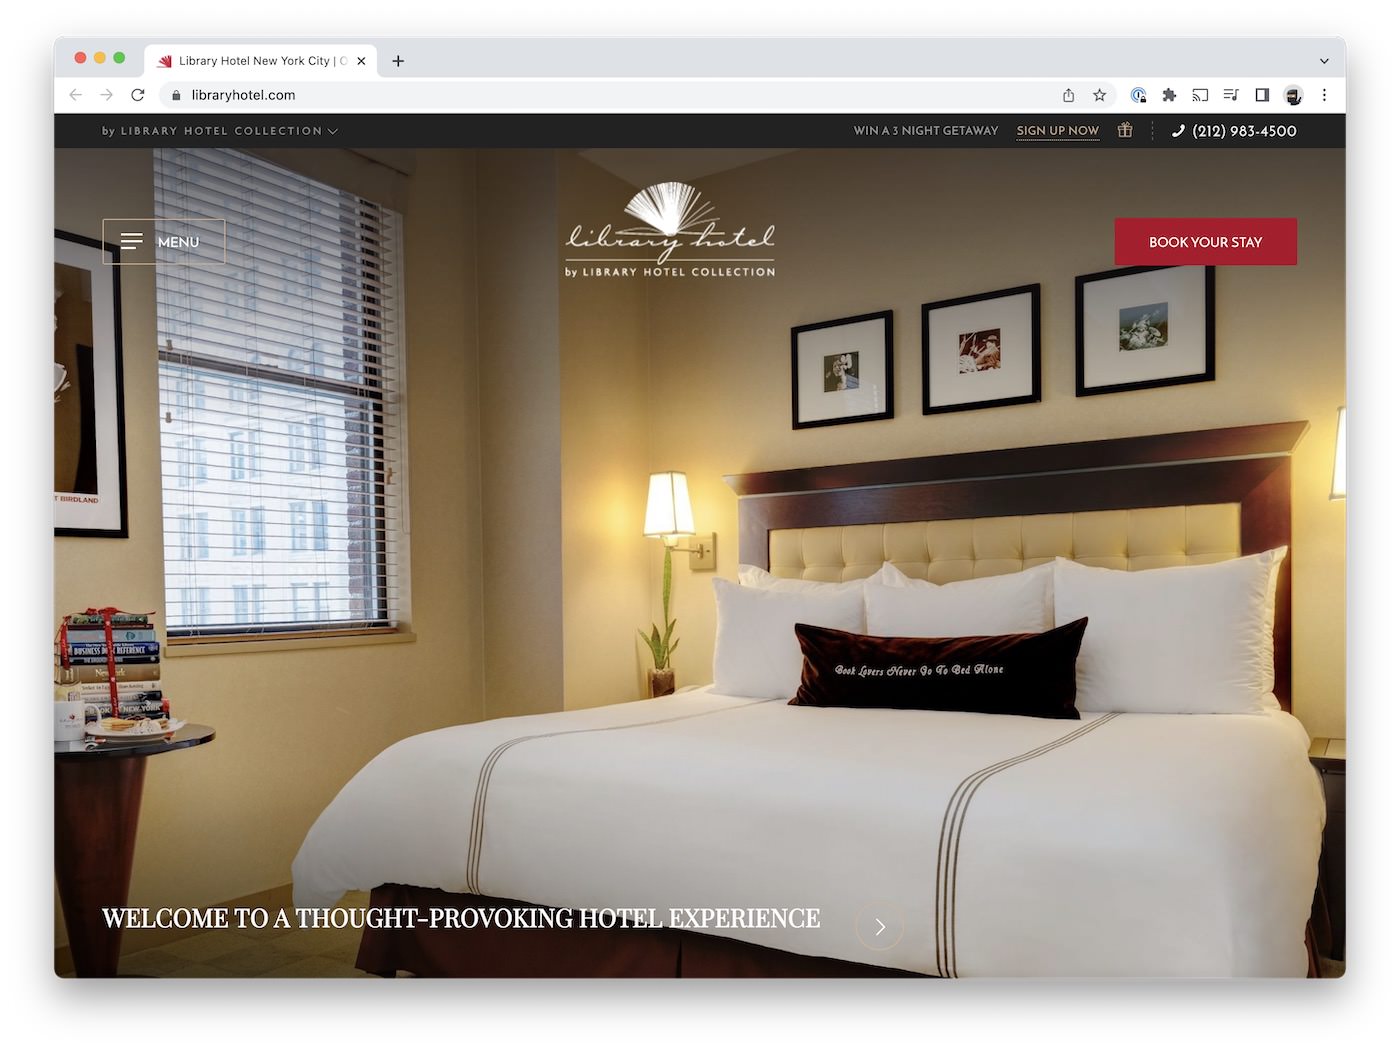 Library Hotel New York City |
libraryhotel.com
by LIBRARY HOTEL COLLECTION
WIN A 3 NIGHT GETAWAY
SIGN UP NOW
(212) 983-4500
MENU
library hotel
by LIBRARY HOTEL COLLECTION
BOOK YOUR STAY
T BIRDLAND
BUSINESS DESK REFERENCE
Book Lovers Never Go To Bed Alone
NEW YORK
WELCOME TO A THOUGHT-PROVOKING HOTEL EXPERIENCE